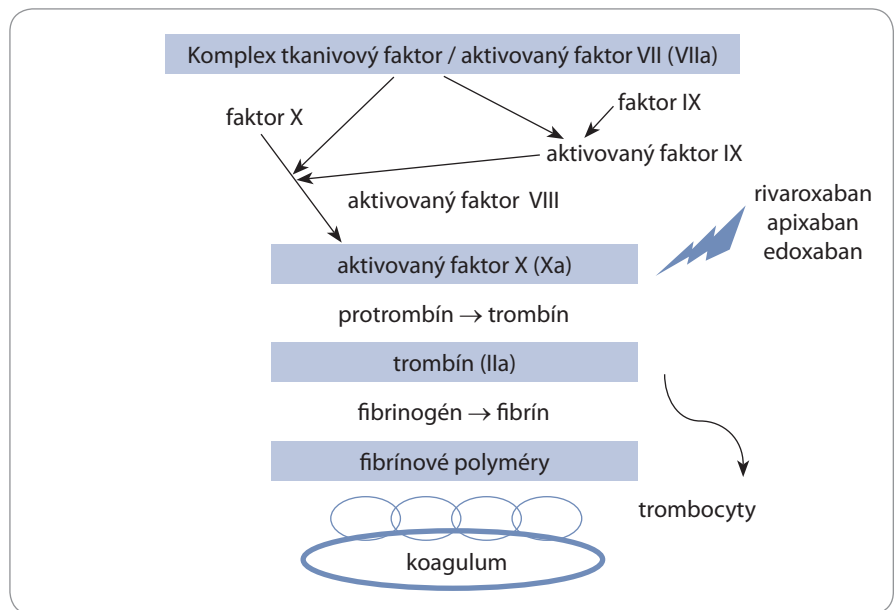 Komplex tkanivový faktor / aktivovaný faktor VII (VIIa)
faktor X
faktor IX
aktivovaný faktor IX
aktivovaný faktor VIII
rivaroxaban
apixaban
edoxaban
aktivovaný faktor X (Xa)
protrombín → trombín
trombín (IIa)
fibrinogén → fibrín
fibrínové polyméry
trombocyty
koagulum